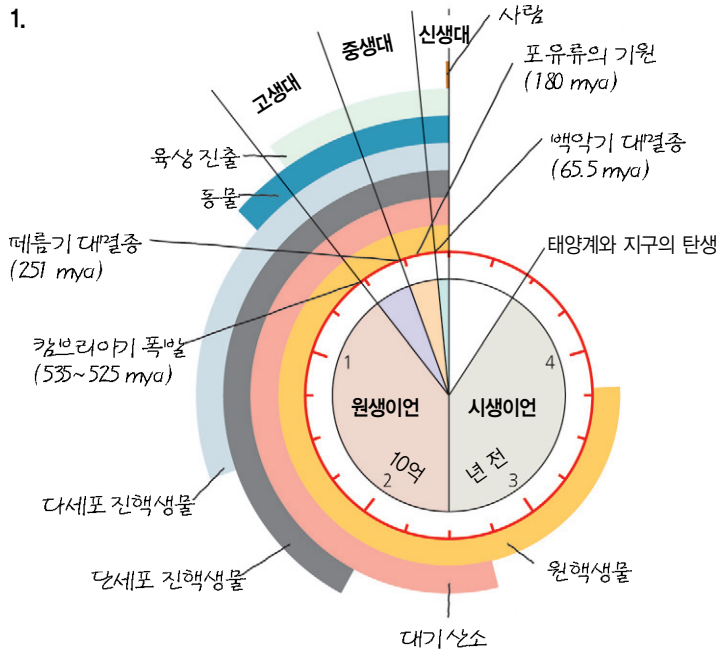 1.
사람
신생대
중생대
고생대
포유류의 기원
(180 mya)
육상 진출
백악기 대멸종
(65.5 mya)
동물
페름기 대멸종
(251 mya)
태양계와 지구의 탄생
캄브리아기 폭발
(535~525 mya)
1
4
원생이언
시생이언
10억
년 전
2
3
다세포 진핵생물
단세포 진핵생물
원핵생물
대기 산소